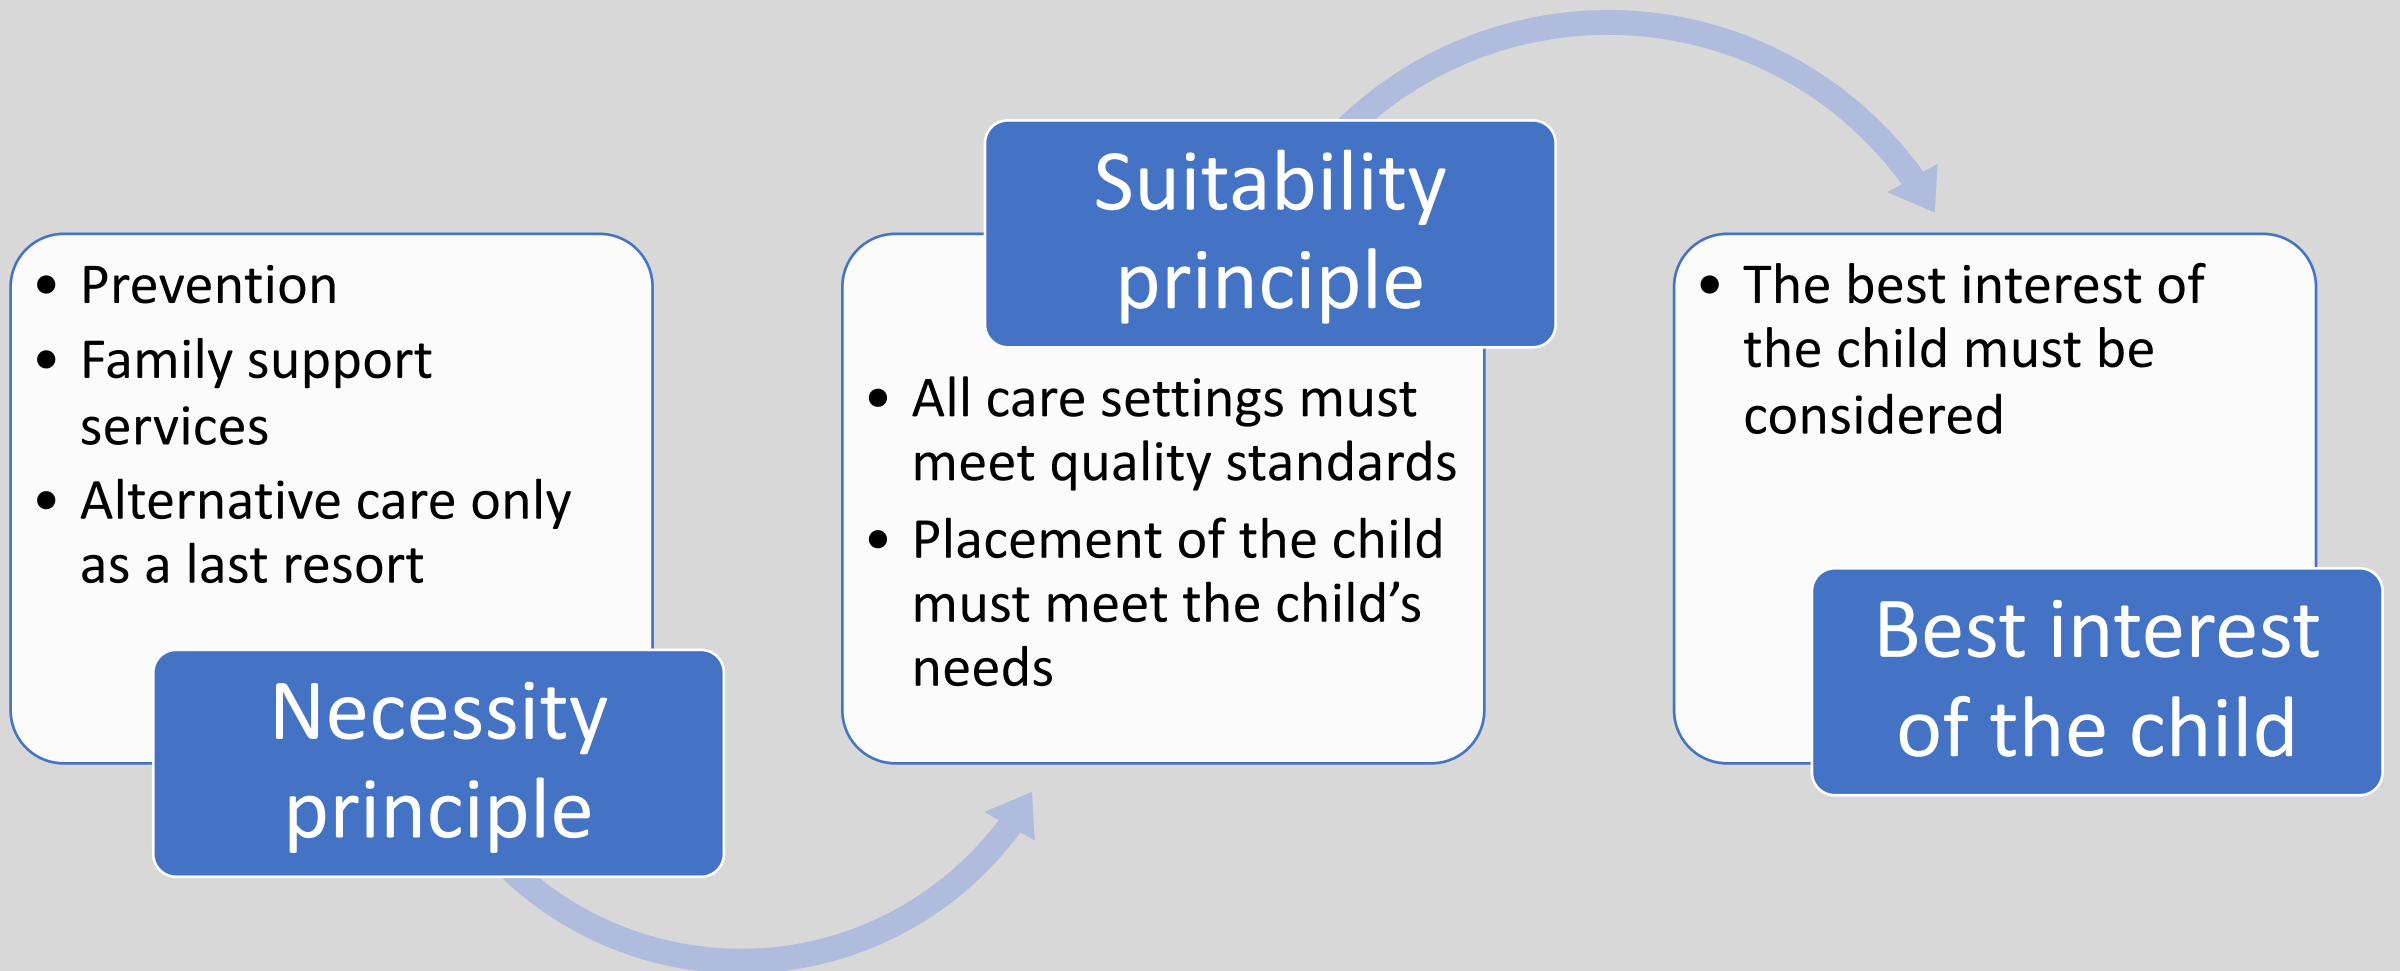 • Prevention
• Family support
services
• Alternative care only
as a last resort
Necessity
principle
Suitability
principle
• All care settings must
meet quality standards
• Placement of the child
must meet the child’s
needs
• The best interest of
the child must be
considered
Best interest
of the child